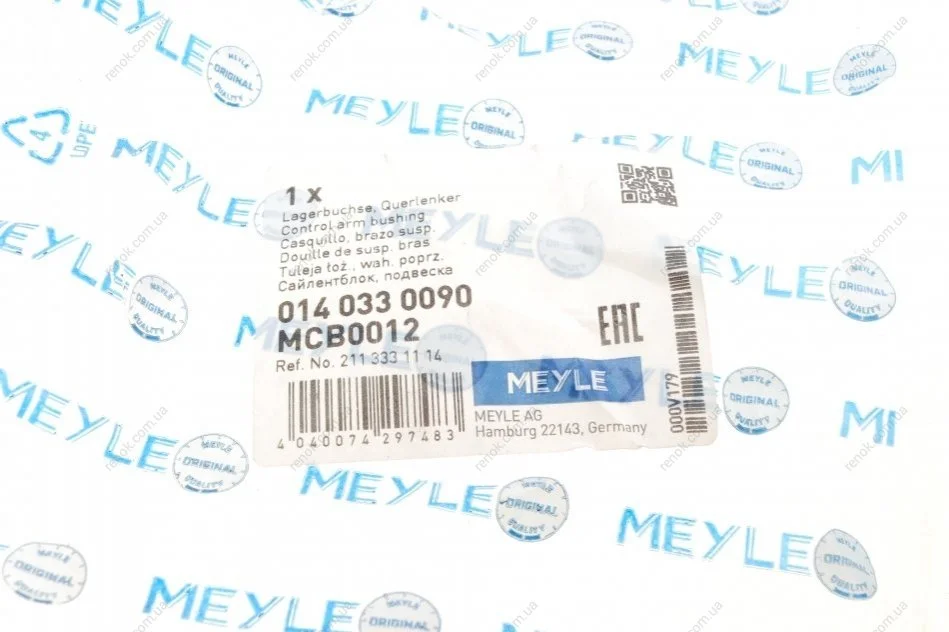 MEYLE
ORIGINAL
QUALITY
PE
1 x
Lagerbuchse, Querlenker
Control arm bushing
Casquillo, brazo susp.
Douille de susp. bras
Tuleja łoż., wah. poprz.
Сайлентблок, подвеска
014 033 0090
MCB0012
Ref. No. 211 333 11 14
4 040074 297483
EAC
MEYLE
MEYLE AG
Hamburg 22143, Germany
000V179
renok.com.ua